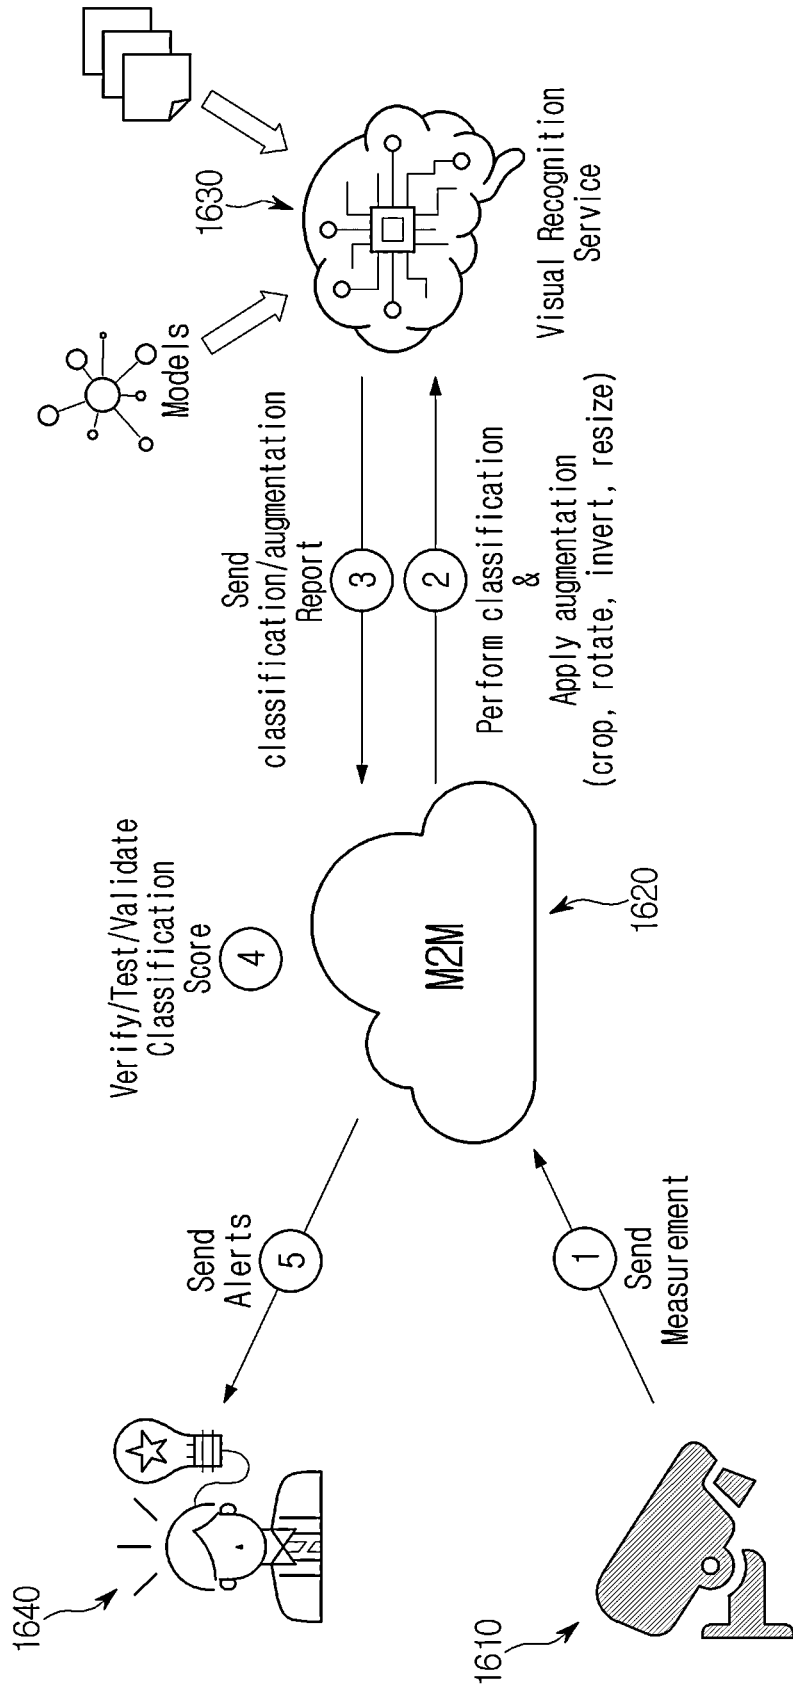 1640
Send
Alerts
5
1610
1
Send
Measurement
Verify/Test/Validate
Classification
Score
4
M2M
1620
Send
classification/augmentation
Report
3
2
Perform classification
&
Apply augmentation
(crop, rotate, invert, resize)
Models
1630
Visual Recognition
Service